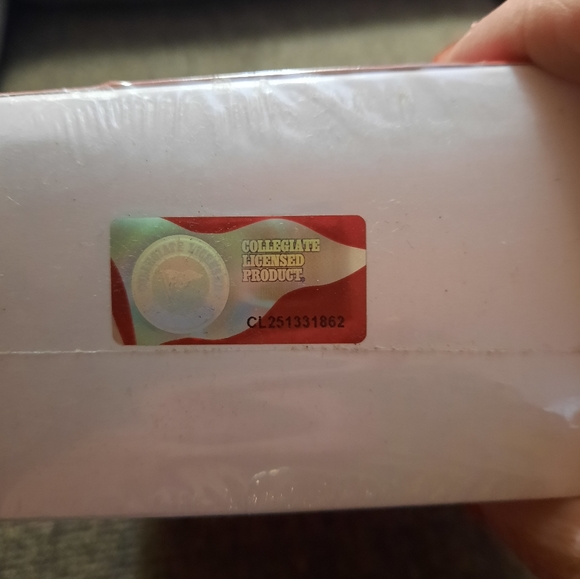 COLLEGIATE
LICENSED
PRODUCT®
CL251331862